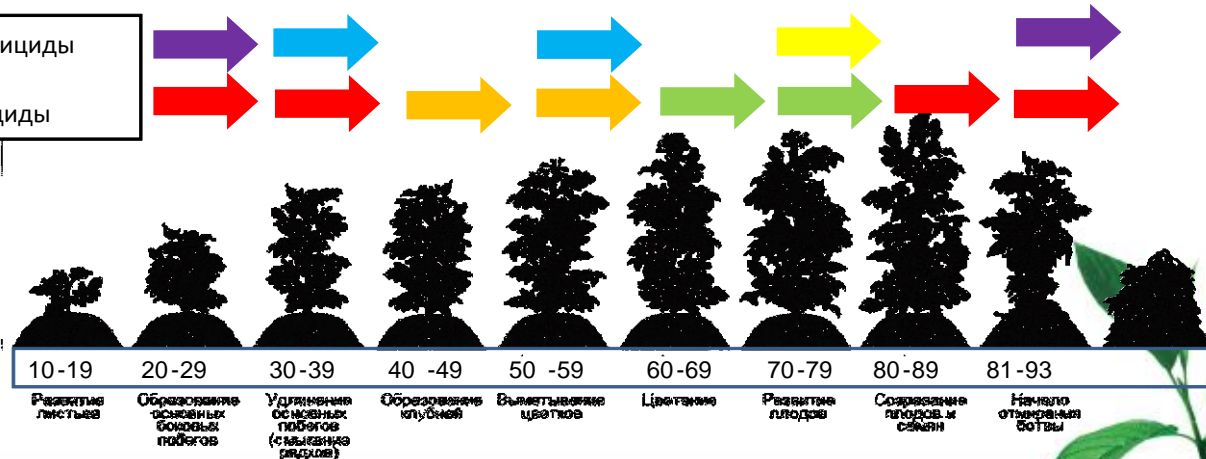 ициды
циды
10-19
20-29
30-39
40 -49
50 -59
60-69
70-79
80-89
81-93
Развитие
листьев
Образование
основных
боковых
побегов
Удлинение
основных
побегов
(смыкание
рядков)
Образование
клубней
Выметывание
цветков
Цветение
Развитие
плодов
Созревание
плодов и
семян
Начало
отмирания
ботвы